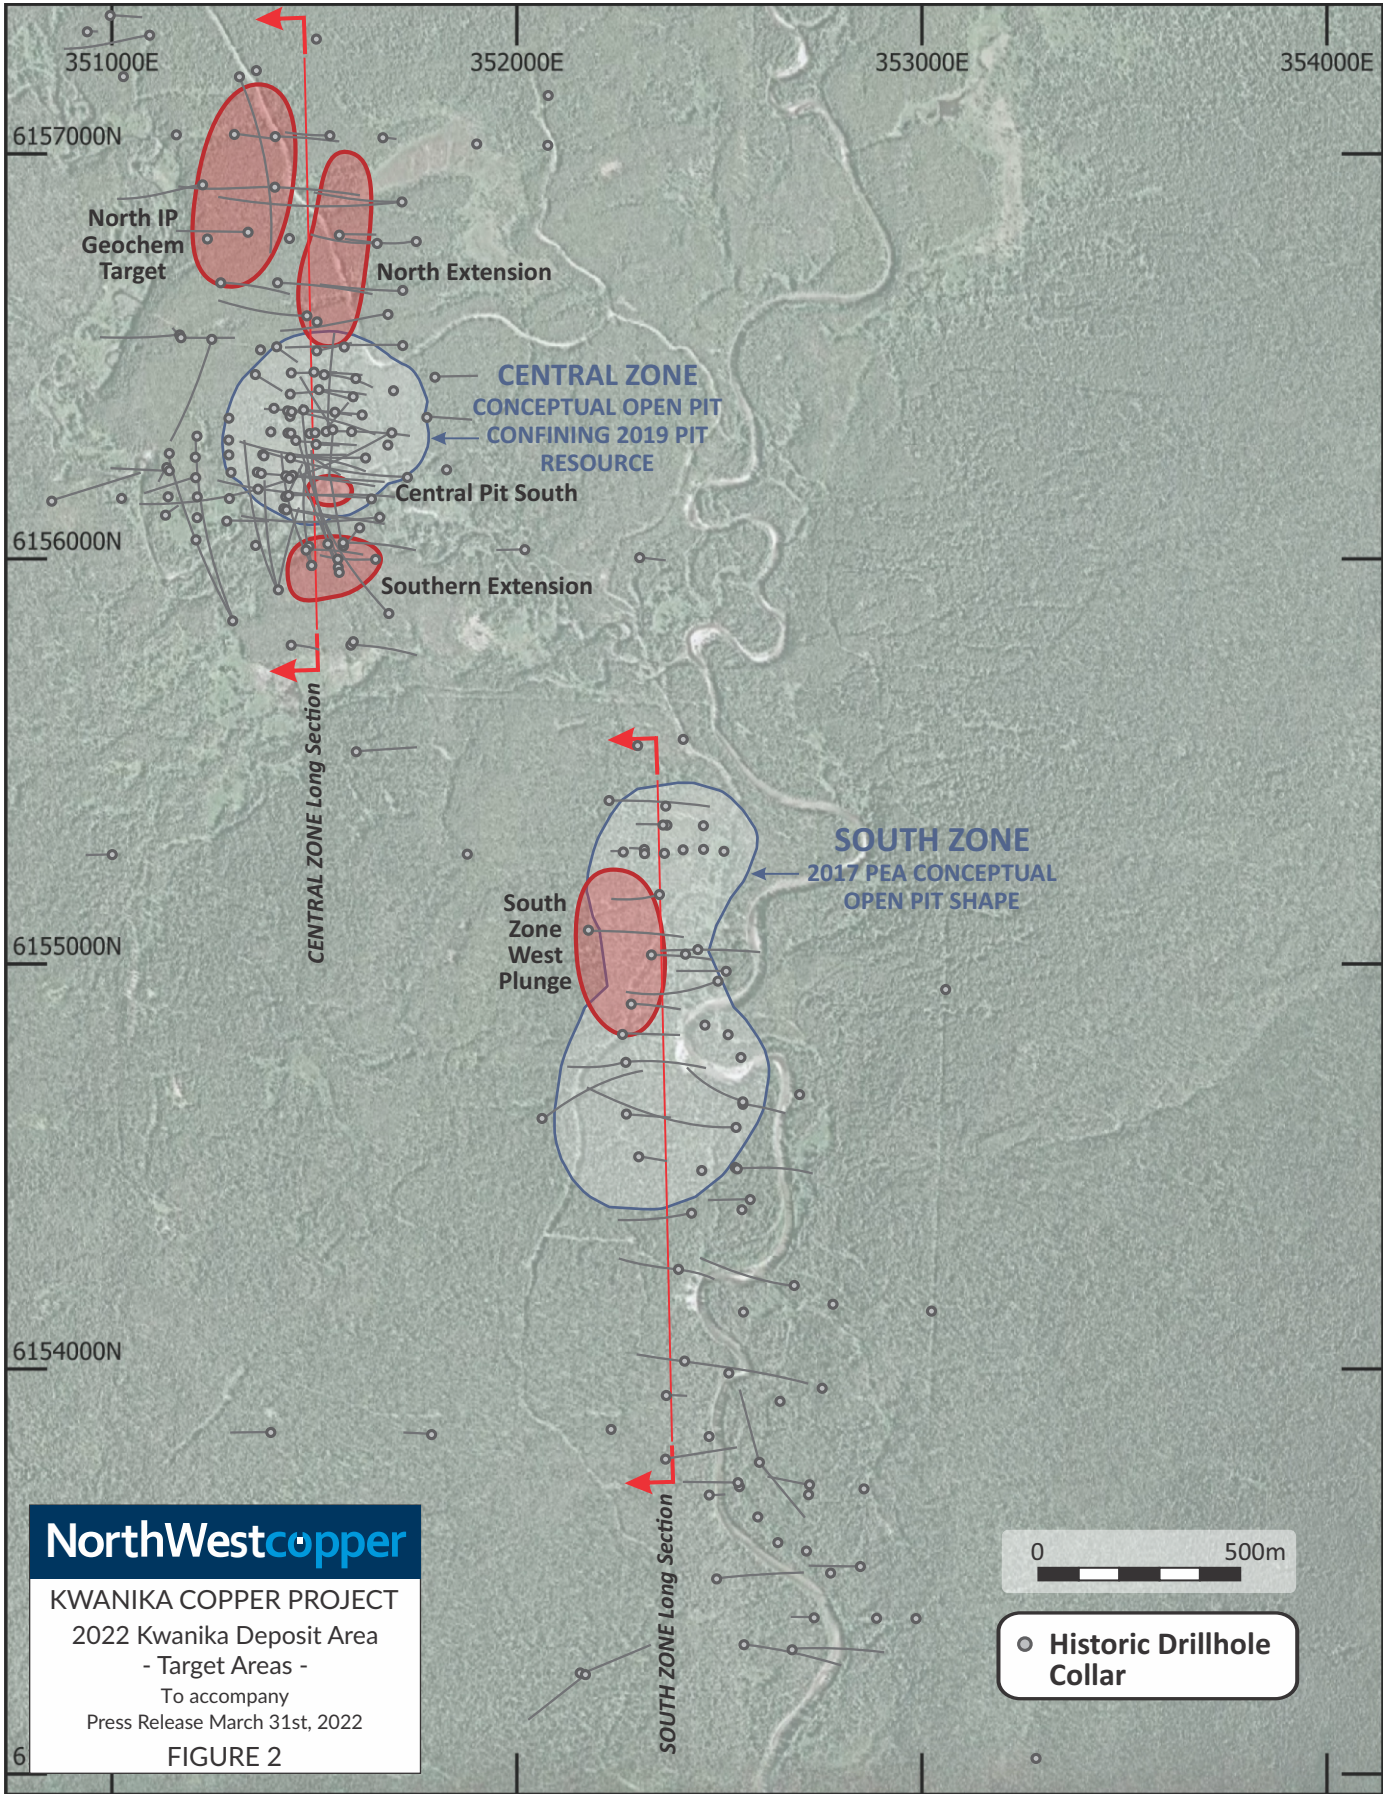 351000E
352000E
353000E
354000E
6157000N
North IP
Geochem
Target
North Extension
CENTRAL ZONE
CONCEPTUAL OPEN PIT
CONFINING 2019 PIT
RESOURCE
Central Pit South
6156000N
Southern Extension
CENTRAL ZONE Long Section
SOUTH ZONE
2017 PEA CONCEPTUAL
OPEN PIT SHAPE
South
Zone
West
Plunge
6155000N
6154000N
SOUTH ZONE Long Section
NorthWestcopper
KWANIKA COPPER PROJECT
2022 Kwanika Deposit Area
- Target Areas -
To accompany
Press Release March 31st, 2022
FIGURE 2
6
0 500m
Historic Drillhole
Collar